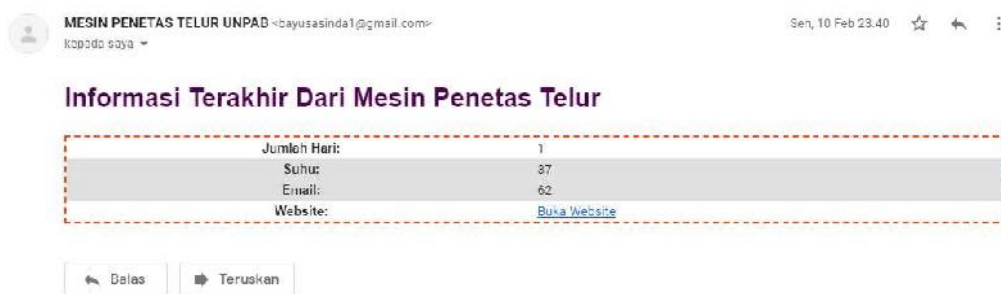 MESIN PENETAS TELUR UNPAB <bayusasinda1@gmail.com> Sen, 10 Feb 23.40
kepada saya
Informasi Terakhir Dari Mesin Penetas Telur
Jumlah Hari: 1
Suhu: 37
Email: 62
Website: Buka Website
Balas Teruskan